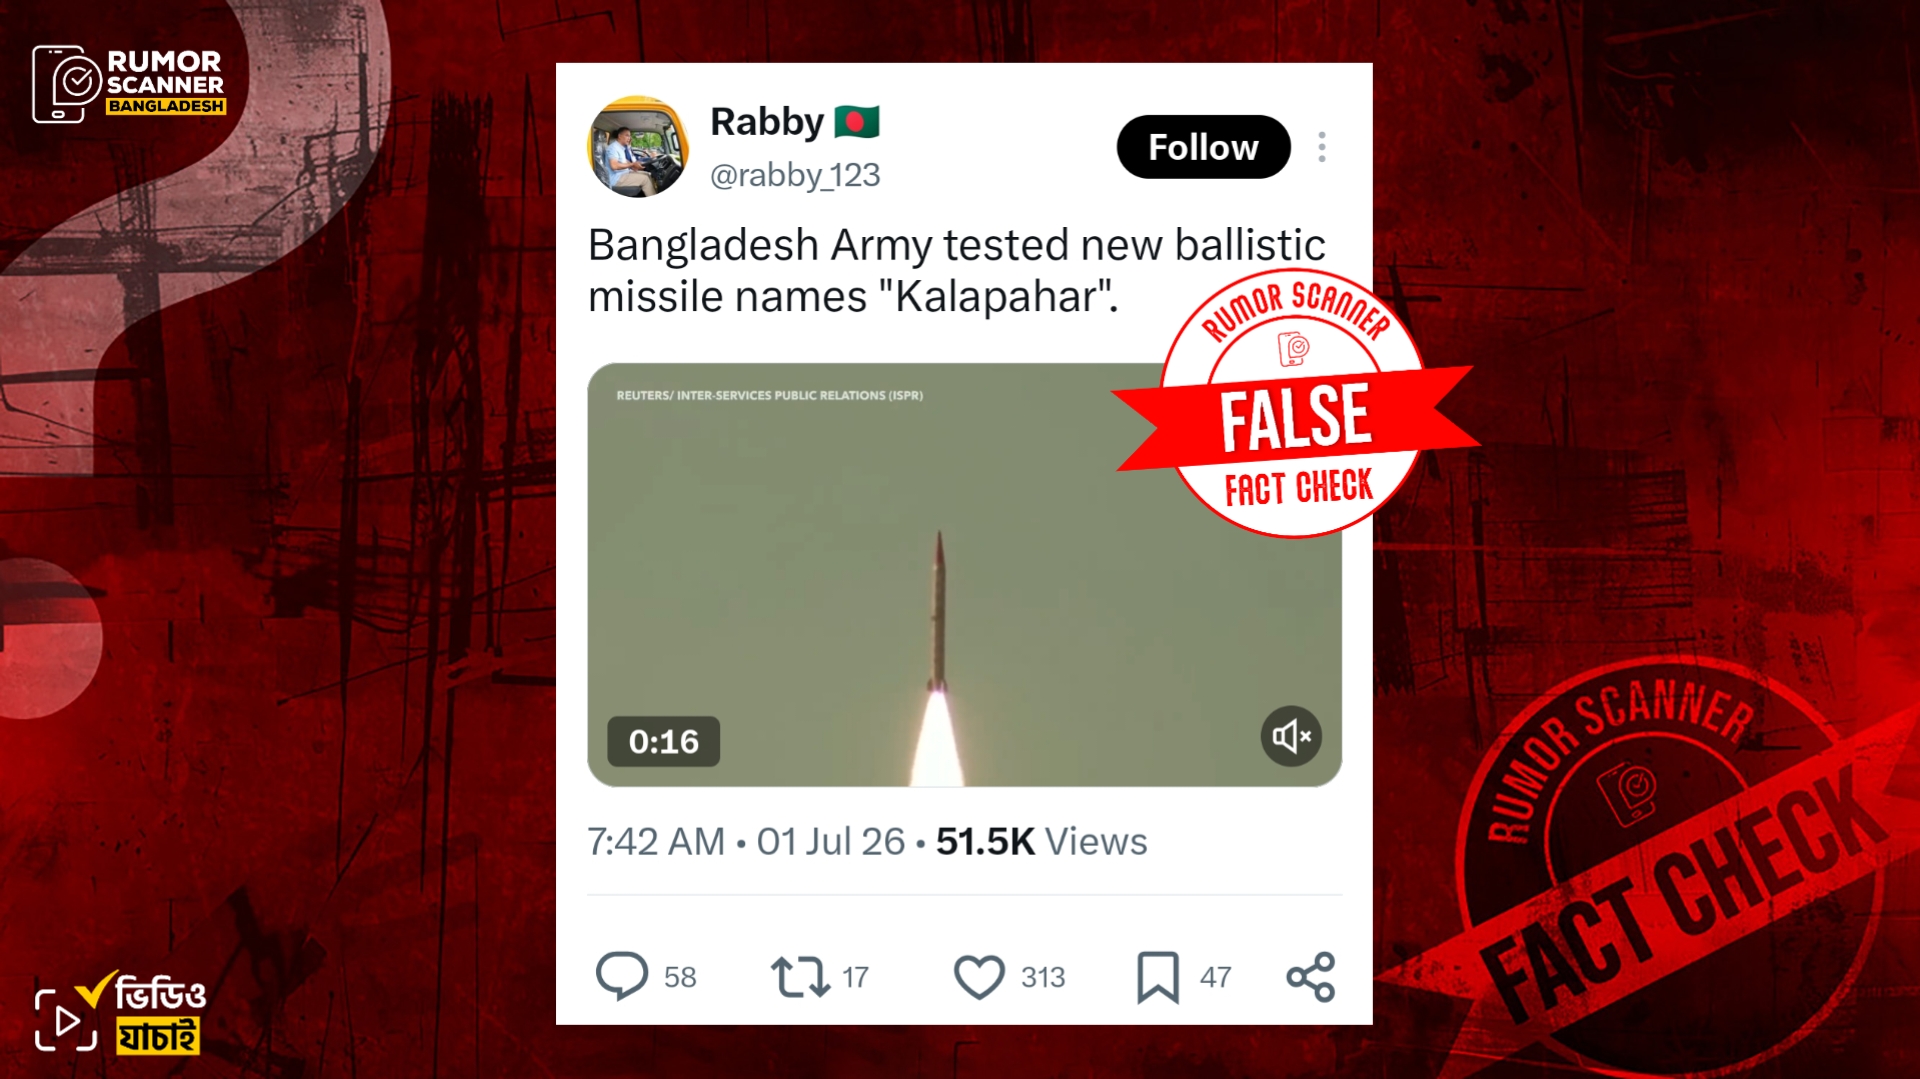 RUMOR
SCANNER
BANGLADESH
Rabby
@rabby_123
Follow
Bangladesh Army tested new ballistic
missile names "Kalapahar".
RUMOR SCANNER
FALSE
FACT CHECK
REUTERS/ INTER-SERVICES PUBLIC RELATIONS (ISPR)
0:16
7:42 AM • 01 Jul 26 • 51.5K Views
58
17
313
47
ভিডিও
যাচাই
RUMOR SCANNER
FACT CHECK